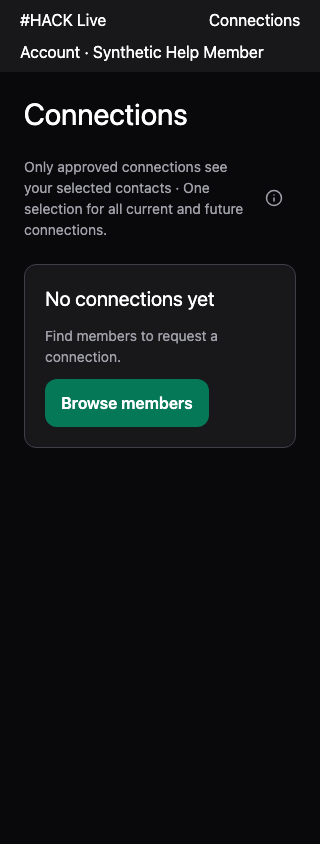 #HACK Live
Connections
Account · Synthetic Help Member
Connections
Only approved connections see
your selected contacts · One
selection for all current and future
connections.
No connections yet
Find members to request a
connection.
Browse members